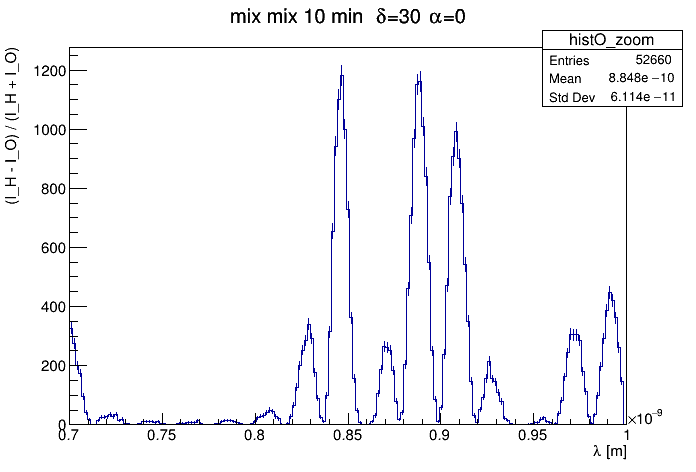 mix mix 10 min δ=30 α=0
histO_zoom
Entries 52660
Mean 8.848e−10
Std Dev 6.114e−11
(I_H - I_O) / (I_H + I_O)
1200
1000
800
600
400
200
0
0.7 0.75 0.8 0.85 0.9 0.95 1
×10⁻⁹
λ [m]